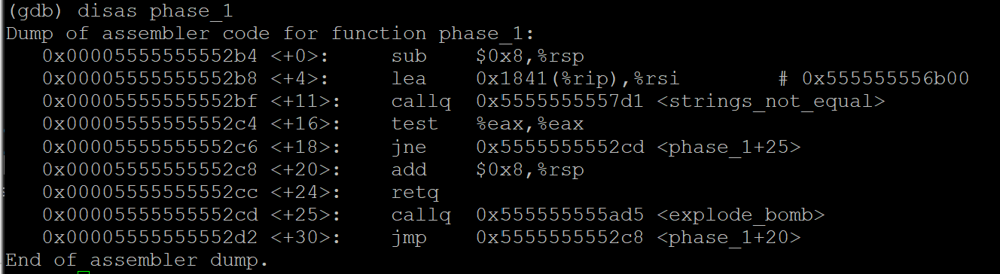 (gdb) disas phase_1
Dump of assembler code for function phase_1:
   0x00005555555552b4 <+0>:     sub    $0x8,%rsp
   0x00005555555552b8 <+4>:     lea    0x1841(%rip),%rsi        # 0x555555556b00
   0x00005555555552bf <+11>:    callq  0x5555555557d1 <strings_not_equal>
   0x00005555555552c4 <+16>:    test   %eax,%eax
   0x00005555555552c6 <+18>:    jne    0x5555555552cd <phase_1+25>
   0x00005555555552c8 <+20>:    add    $0x8,%rsp
   0x00005555555552cc <+24>:    retq
   0x00005555555552cd <+25>:    callq  0x555555555ad5 <explode_bomb>
   0x00005555555552d2 <+30>:    jmp    0x5555555552c8 <phase_1+20>
End of assembler dump.